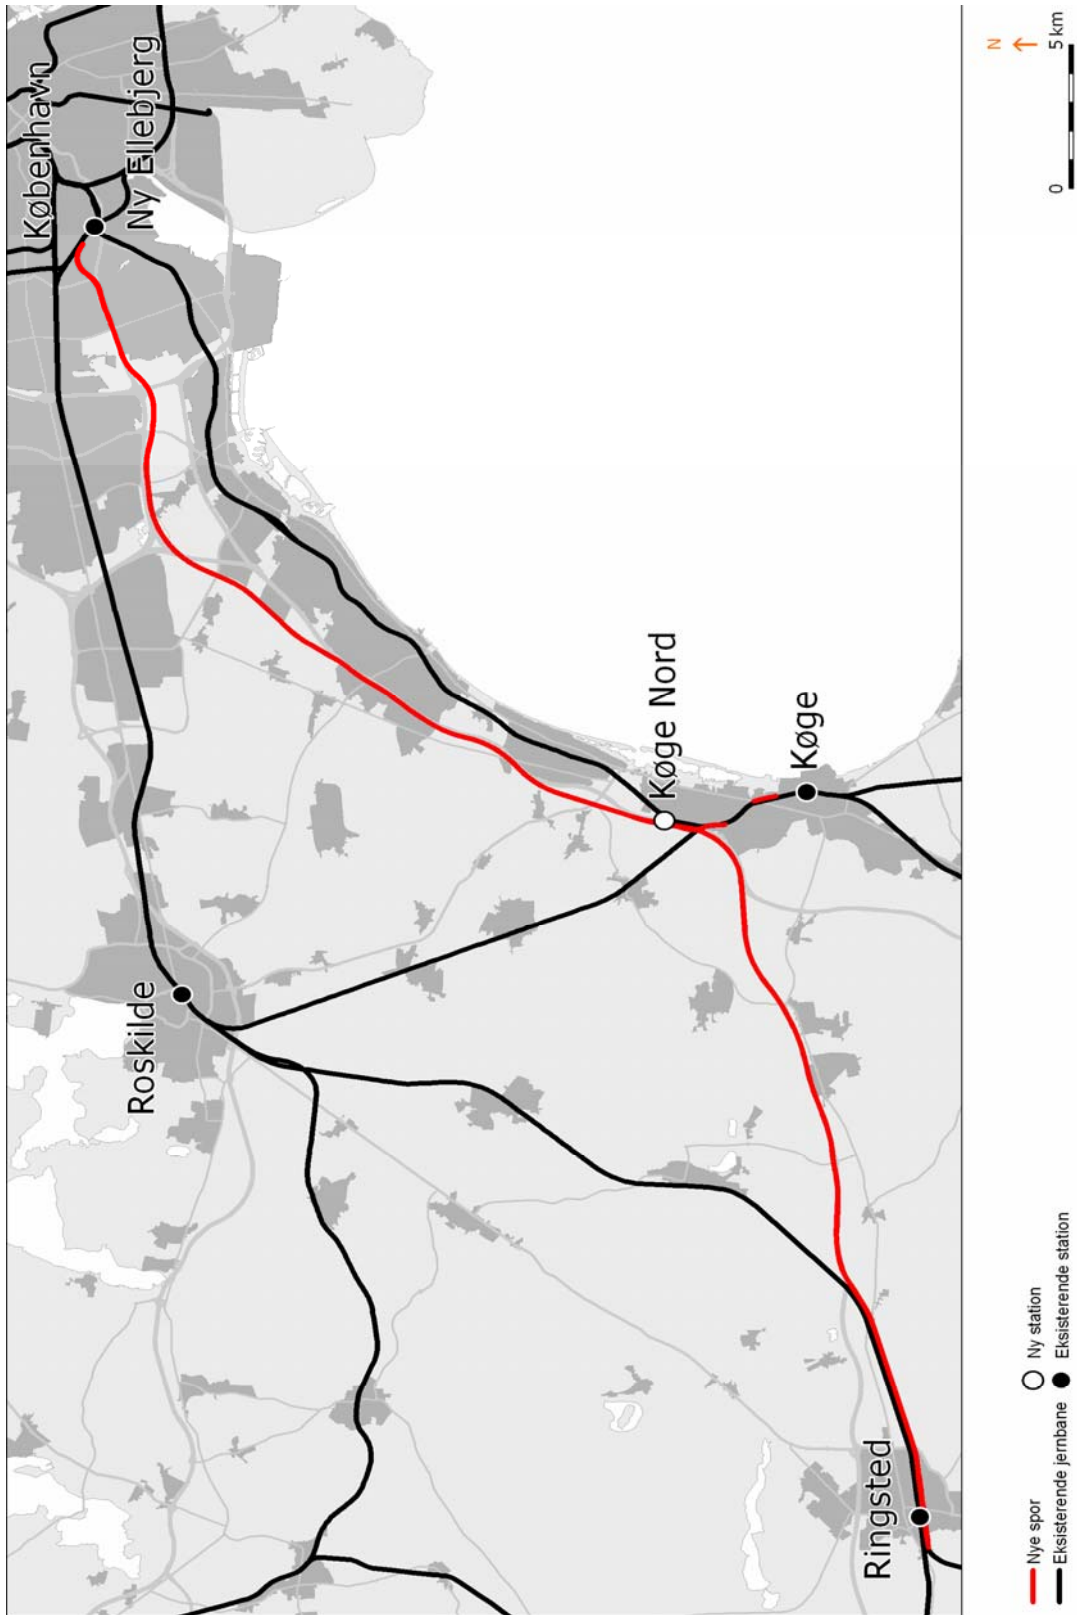 København
Ny Ellebjerg
Roskilde
Køge Nord
Køge
Ringsted
Nye spor
Ny station
Eksisterende jernbane
Eksisterende station
N
0
5 km